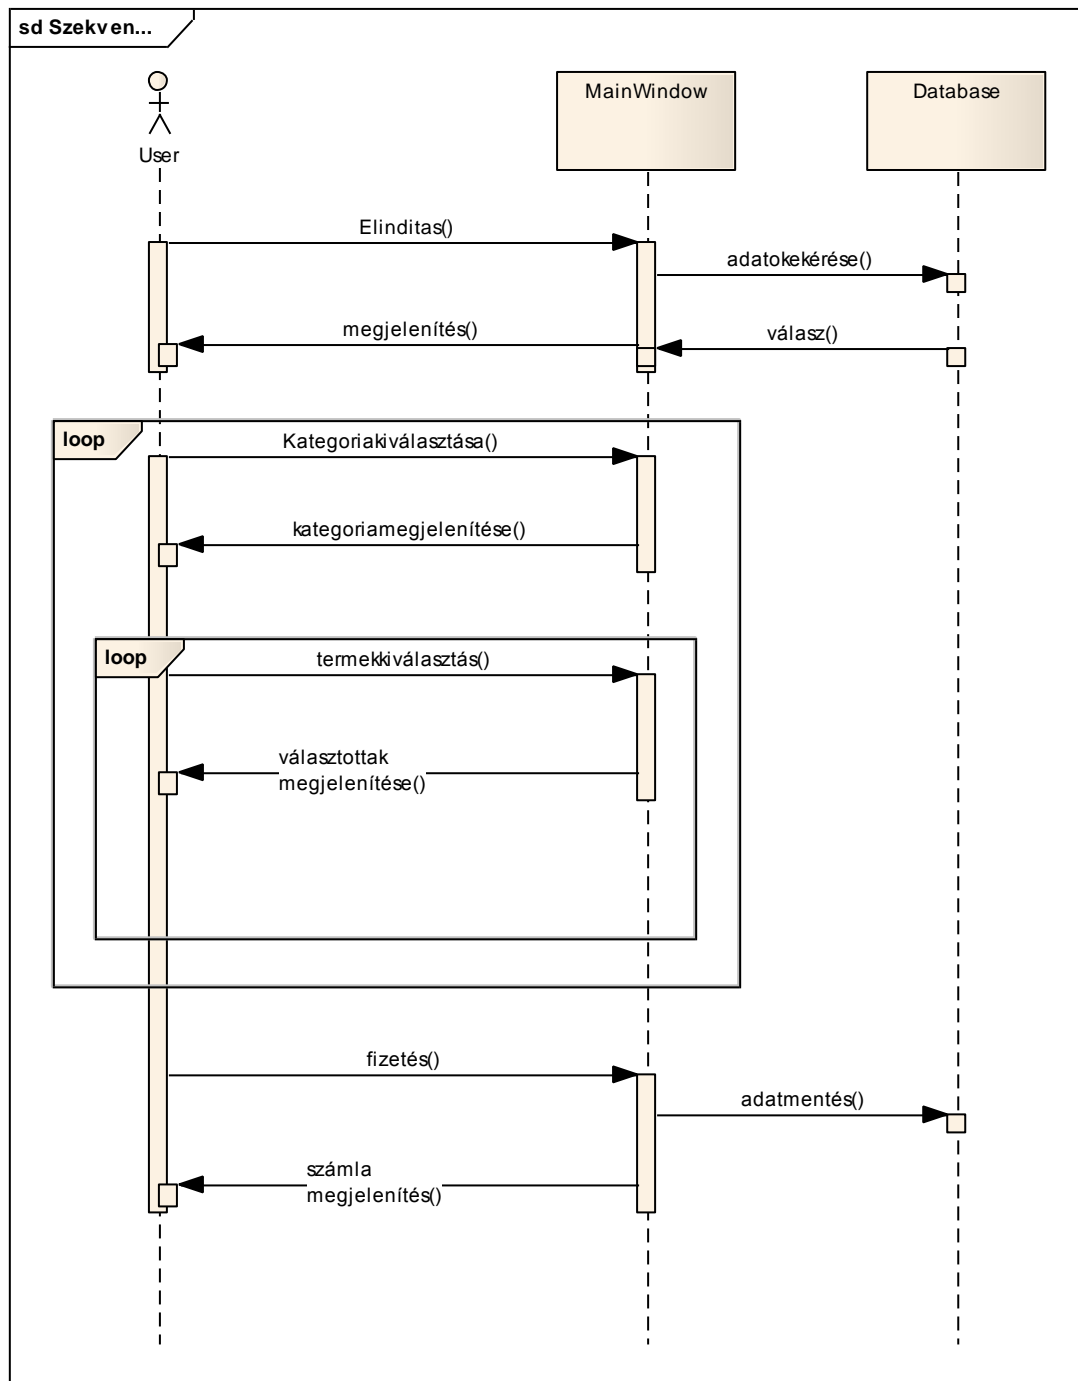 sd Szekven...
User
MainWindow
Database
Elinditas()
adatokekérése()
megjelenítés()
válasz()
loop
Kategoriakiválasztása()
kategoriamegjelenítése()
loop
termekkiválasztás()
választottak
megjelenítése()
fizetés()
adatmentés()
számla
megjelenítés()